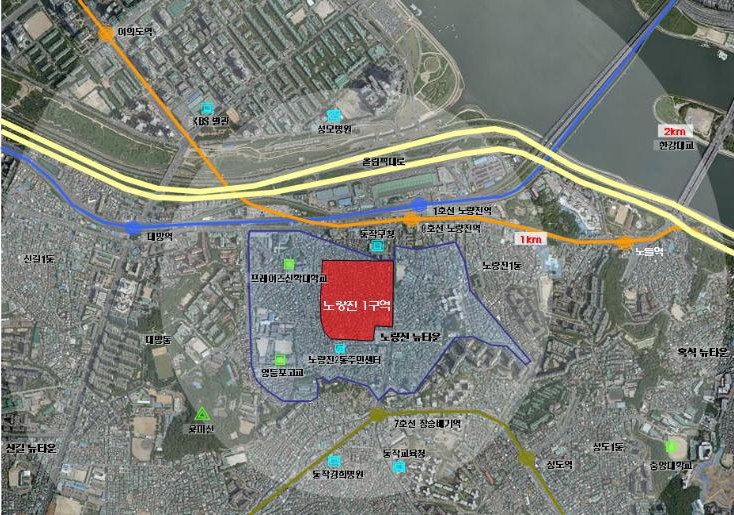 여의도역
KBS 별관
성모병원
2km
한강대교
올림픽대로
1호선 노량진역
9호선 노량진역
대방역
동작구청
1km
노들역
신길1동
프레이즈신학대학교
노량진1동
노량진 1구역
노량진 뉴타운
대방동
노량진2동주민센터
흑석 뉴타운
영등포고교
용마산
7호선 장승배기역
신길 뉴타운
상도1동
동작교육청
상도역
동작경희병원
중앙대학교